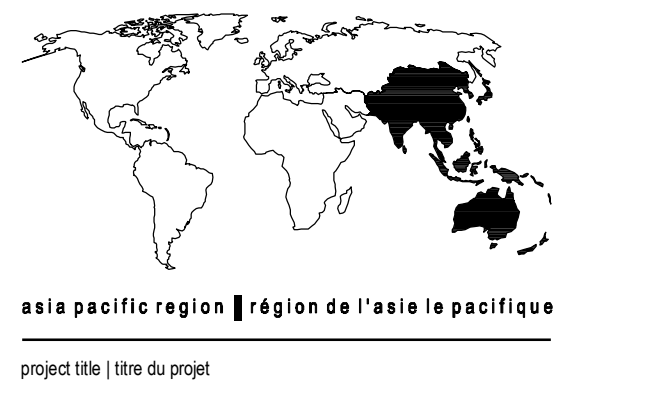 asia pacific region | région de l'asie le pacifique
project title | titre du projet